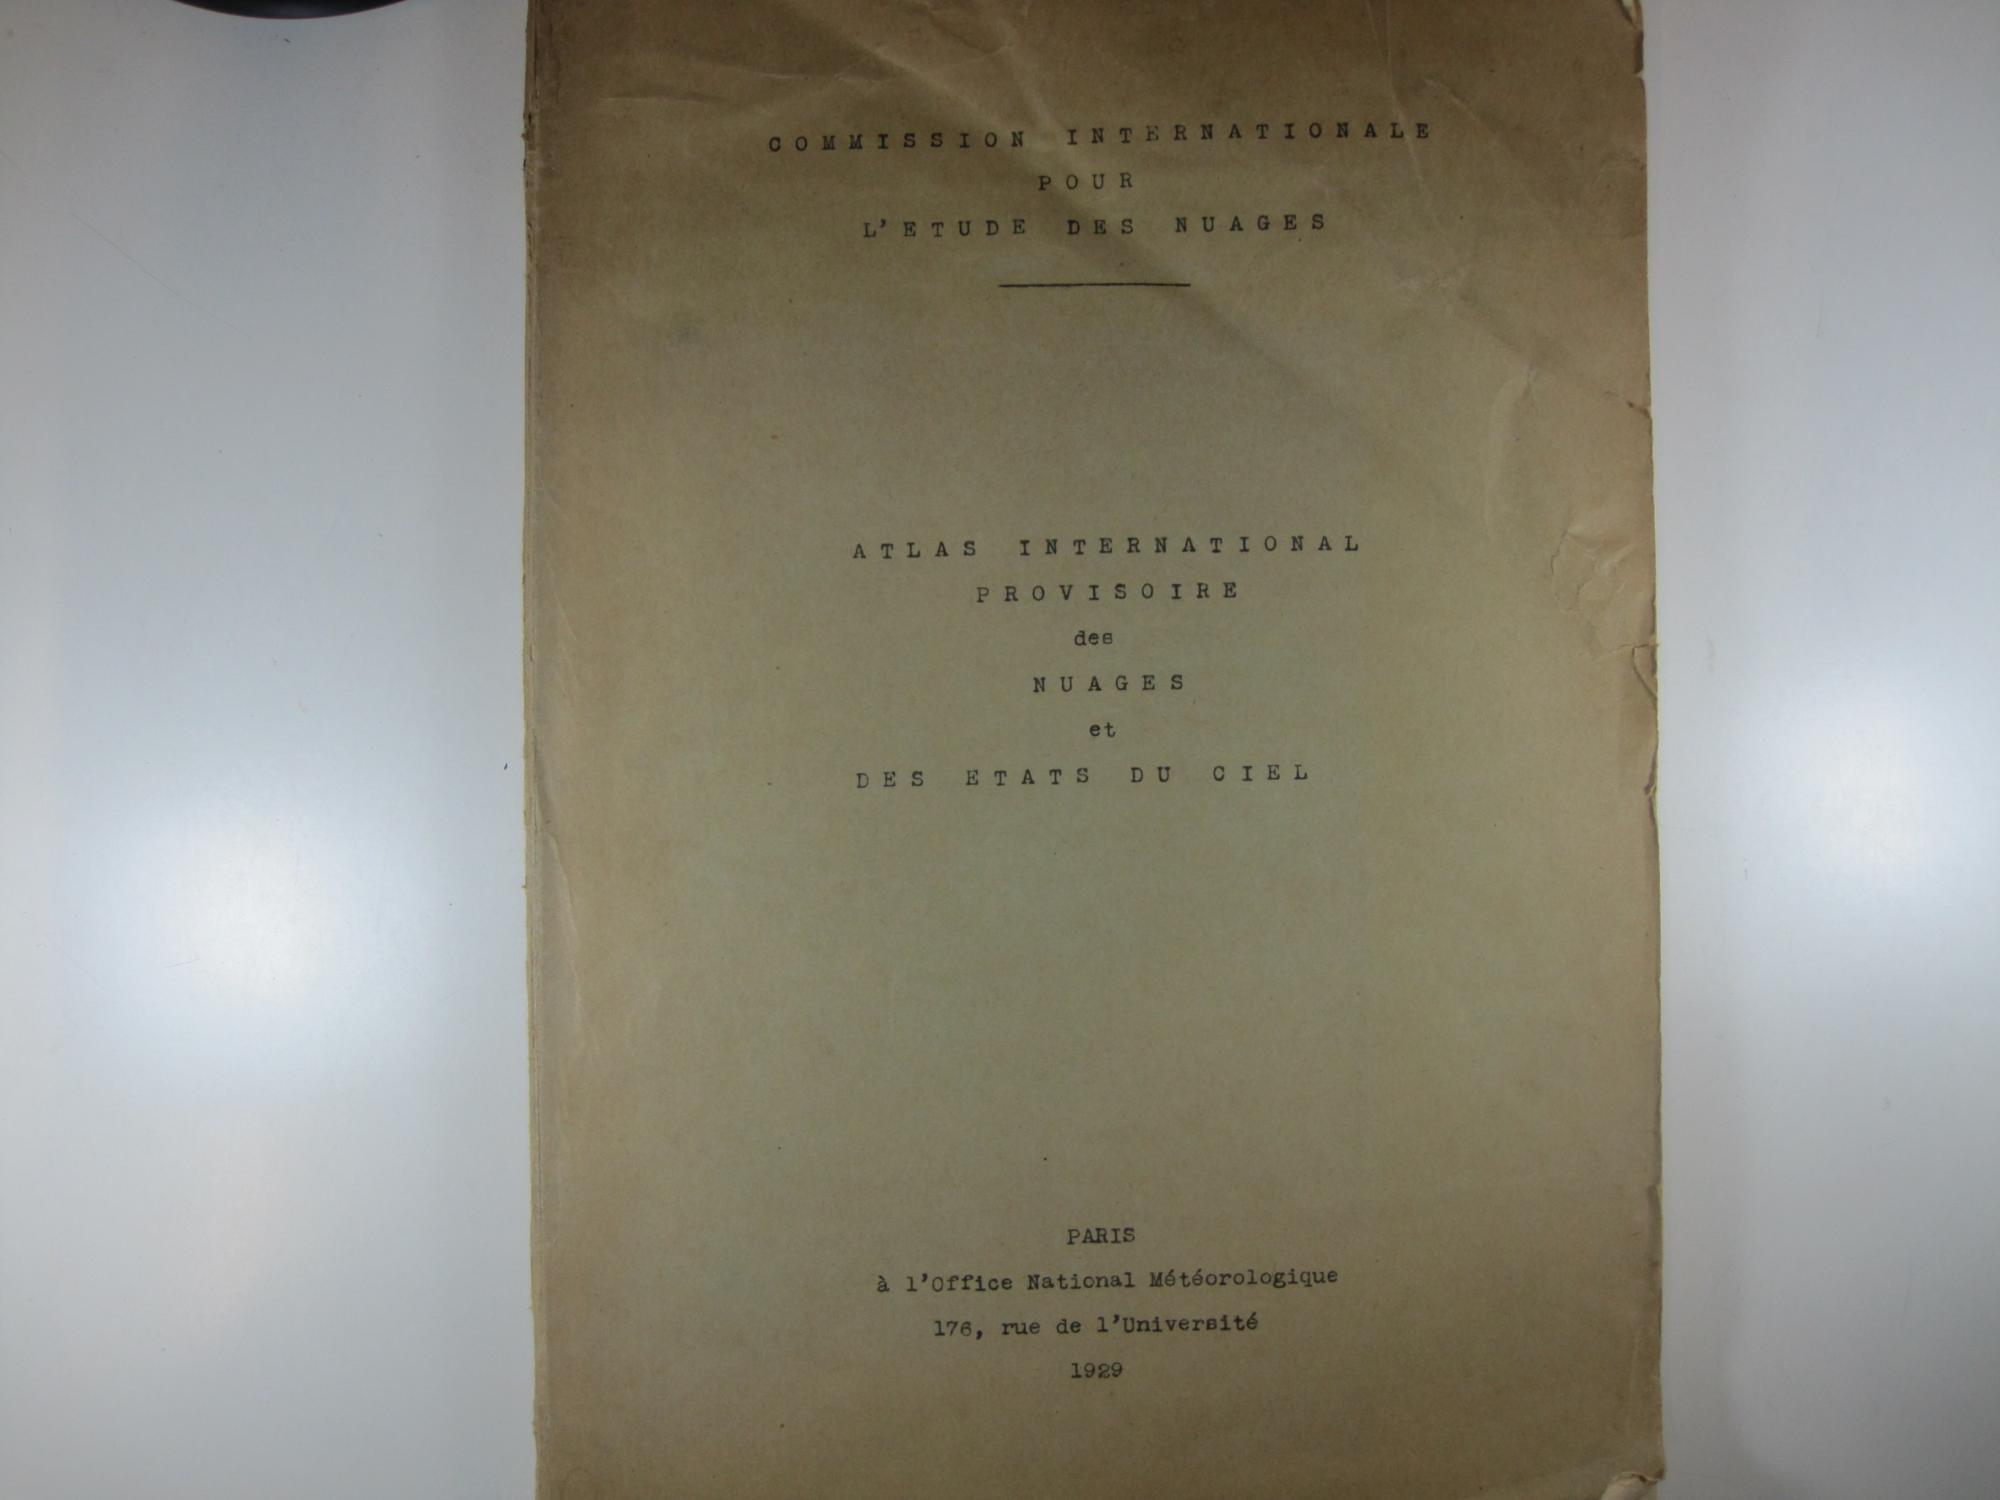 COMMISSION INTERNATIONALE
POUR
L'ETUDE DES NUAGES
ATLAS INTERNATIONAL
PROVISOIRE
des
NUAGES
et
DES ETATS DU CIEL
PARIS
à l'Office National Météorologique
176, rue de l'Université
1929